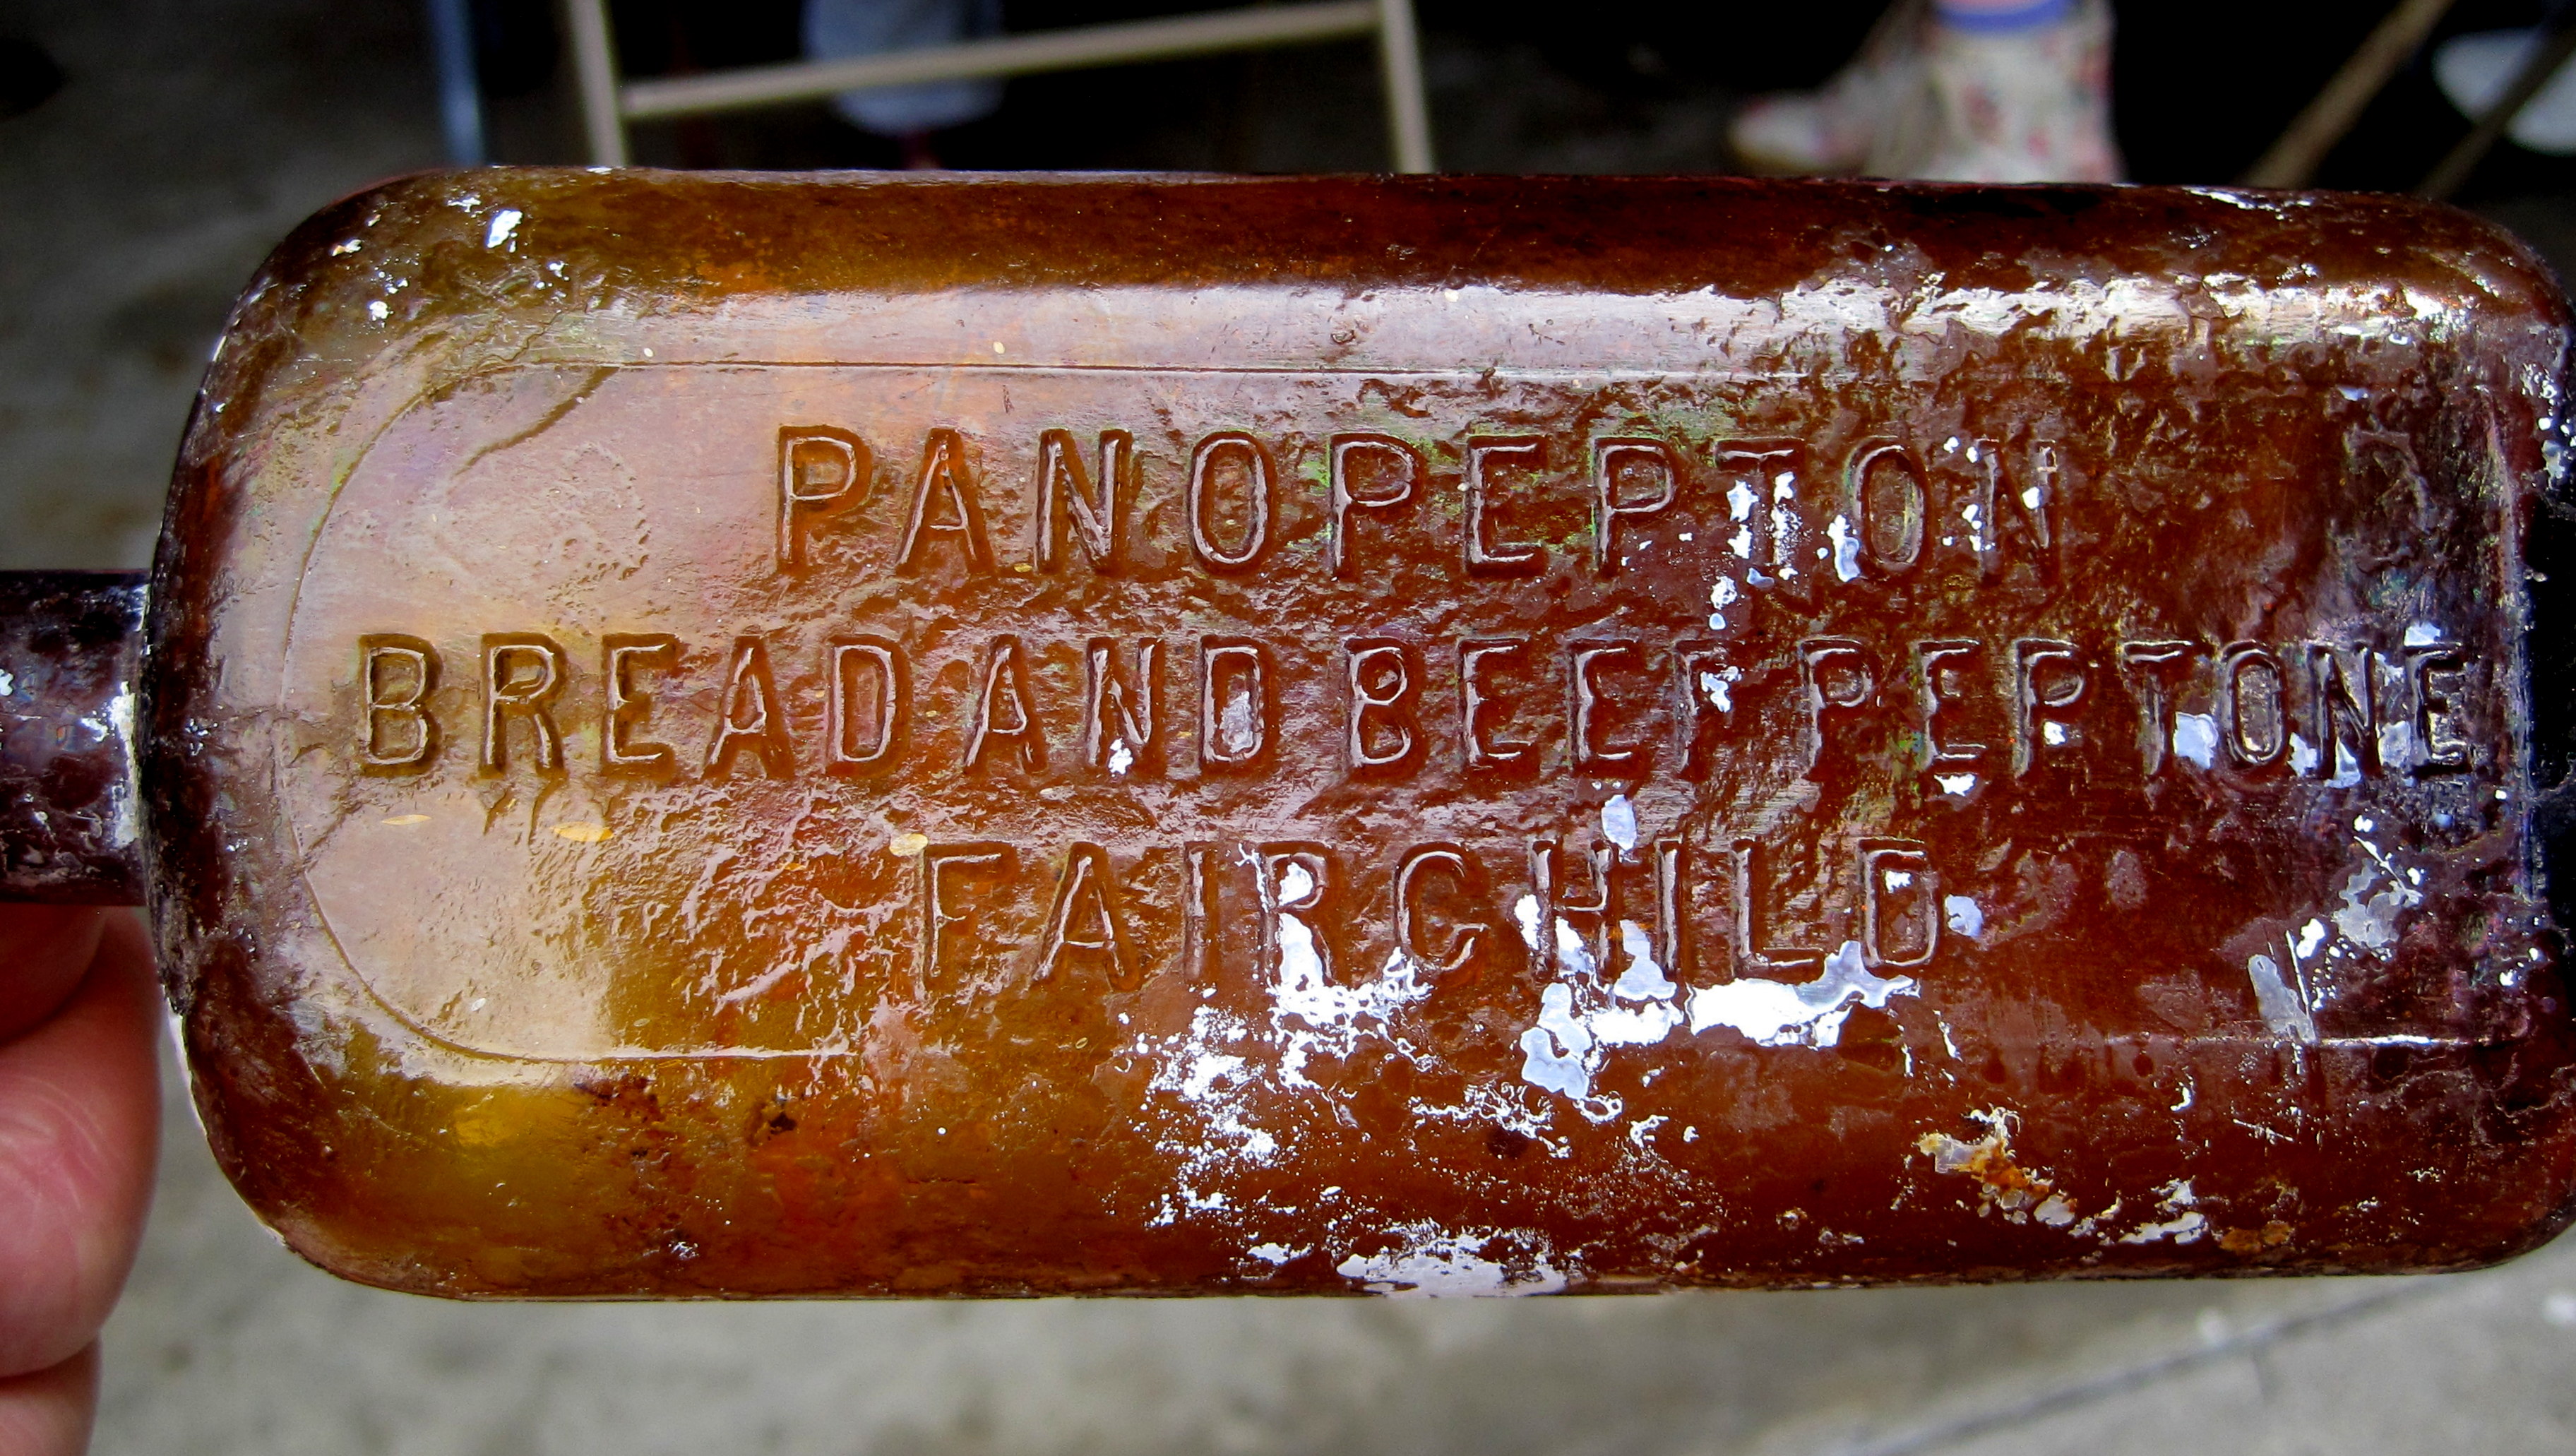 PANOPEPTON
BREAD AND BEEF PEPTONE
FAIRCHILD